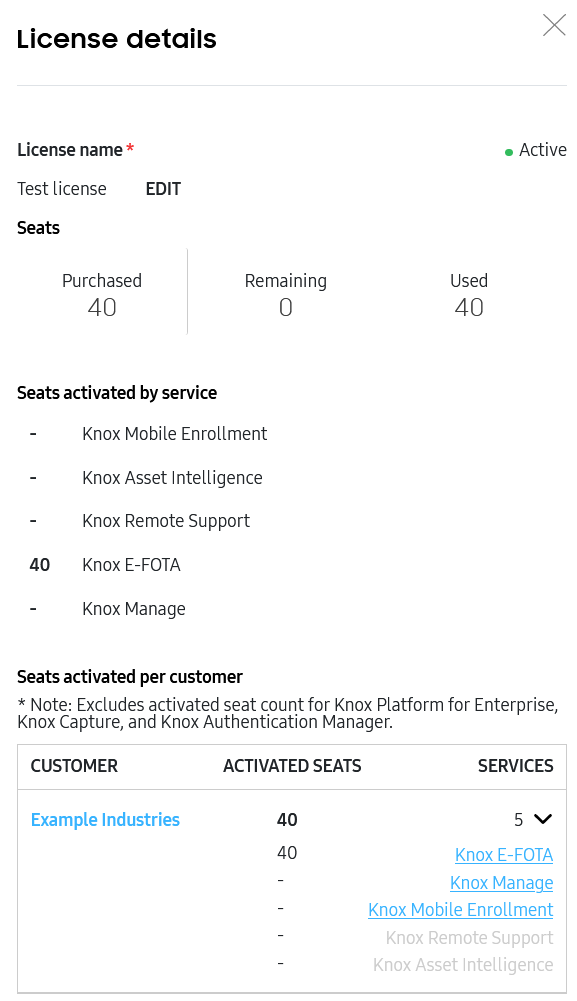 License details
License name * Active
Test license EDIT
Seats
Purchased Remaining Used
40 0 40
Seats activated by service
- Knox Mobile Enrollment
- Knox Asset Intelligence
- Knox Remote Support
40 Knox E-FOTA
- Knox Manage
Seats activated per customer
* Note: Excludes activated seat count for Knox Platform for Enterprise,
Knox Capture, and Knox Authentication Manager.
CUSTOMER ACTIVATED SEATS SERVICES
Example Industries 40 5
40 Knox E-FOTA
- Knox Manage
- Knox Mobile Enrollment
- Knox Remote Support
- Knox Asset Intelligence